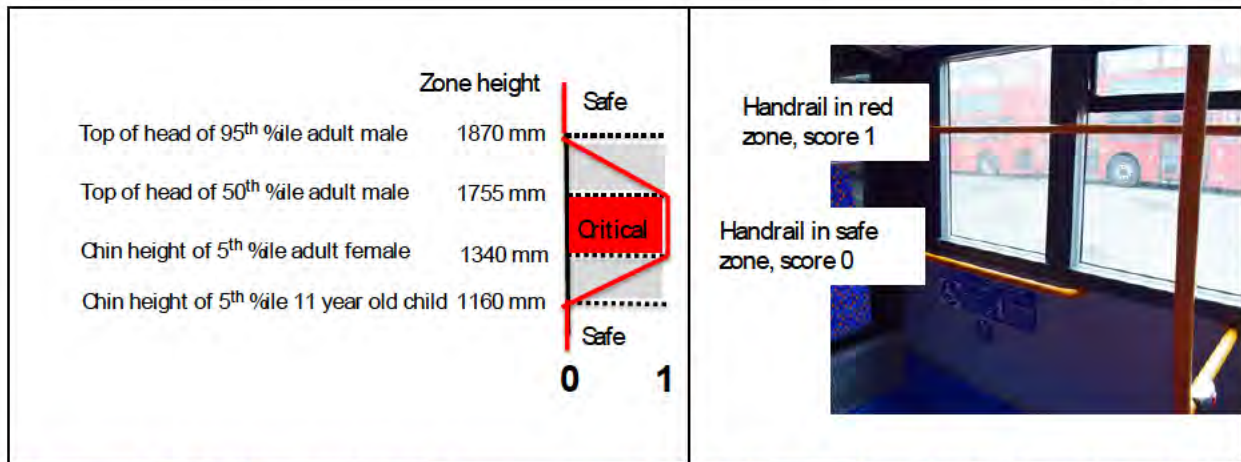 Zone height
Safe
Top of head of 95th %ile adult male 1870 mm
Top of head of 50th %ile adult male 1755 mm
Critical
Chin height of 5th %ile adult female 1340 mm
Chin height of 5th %ile 11 year old child 1160 mm
Safe
0 1
Handrail in red
zone, score 1
Handrail in safe
zone, score 0